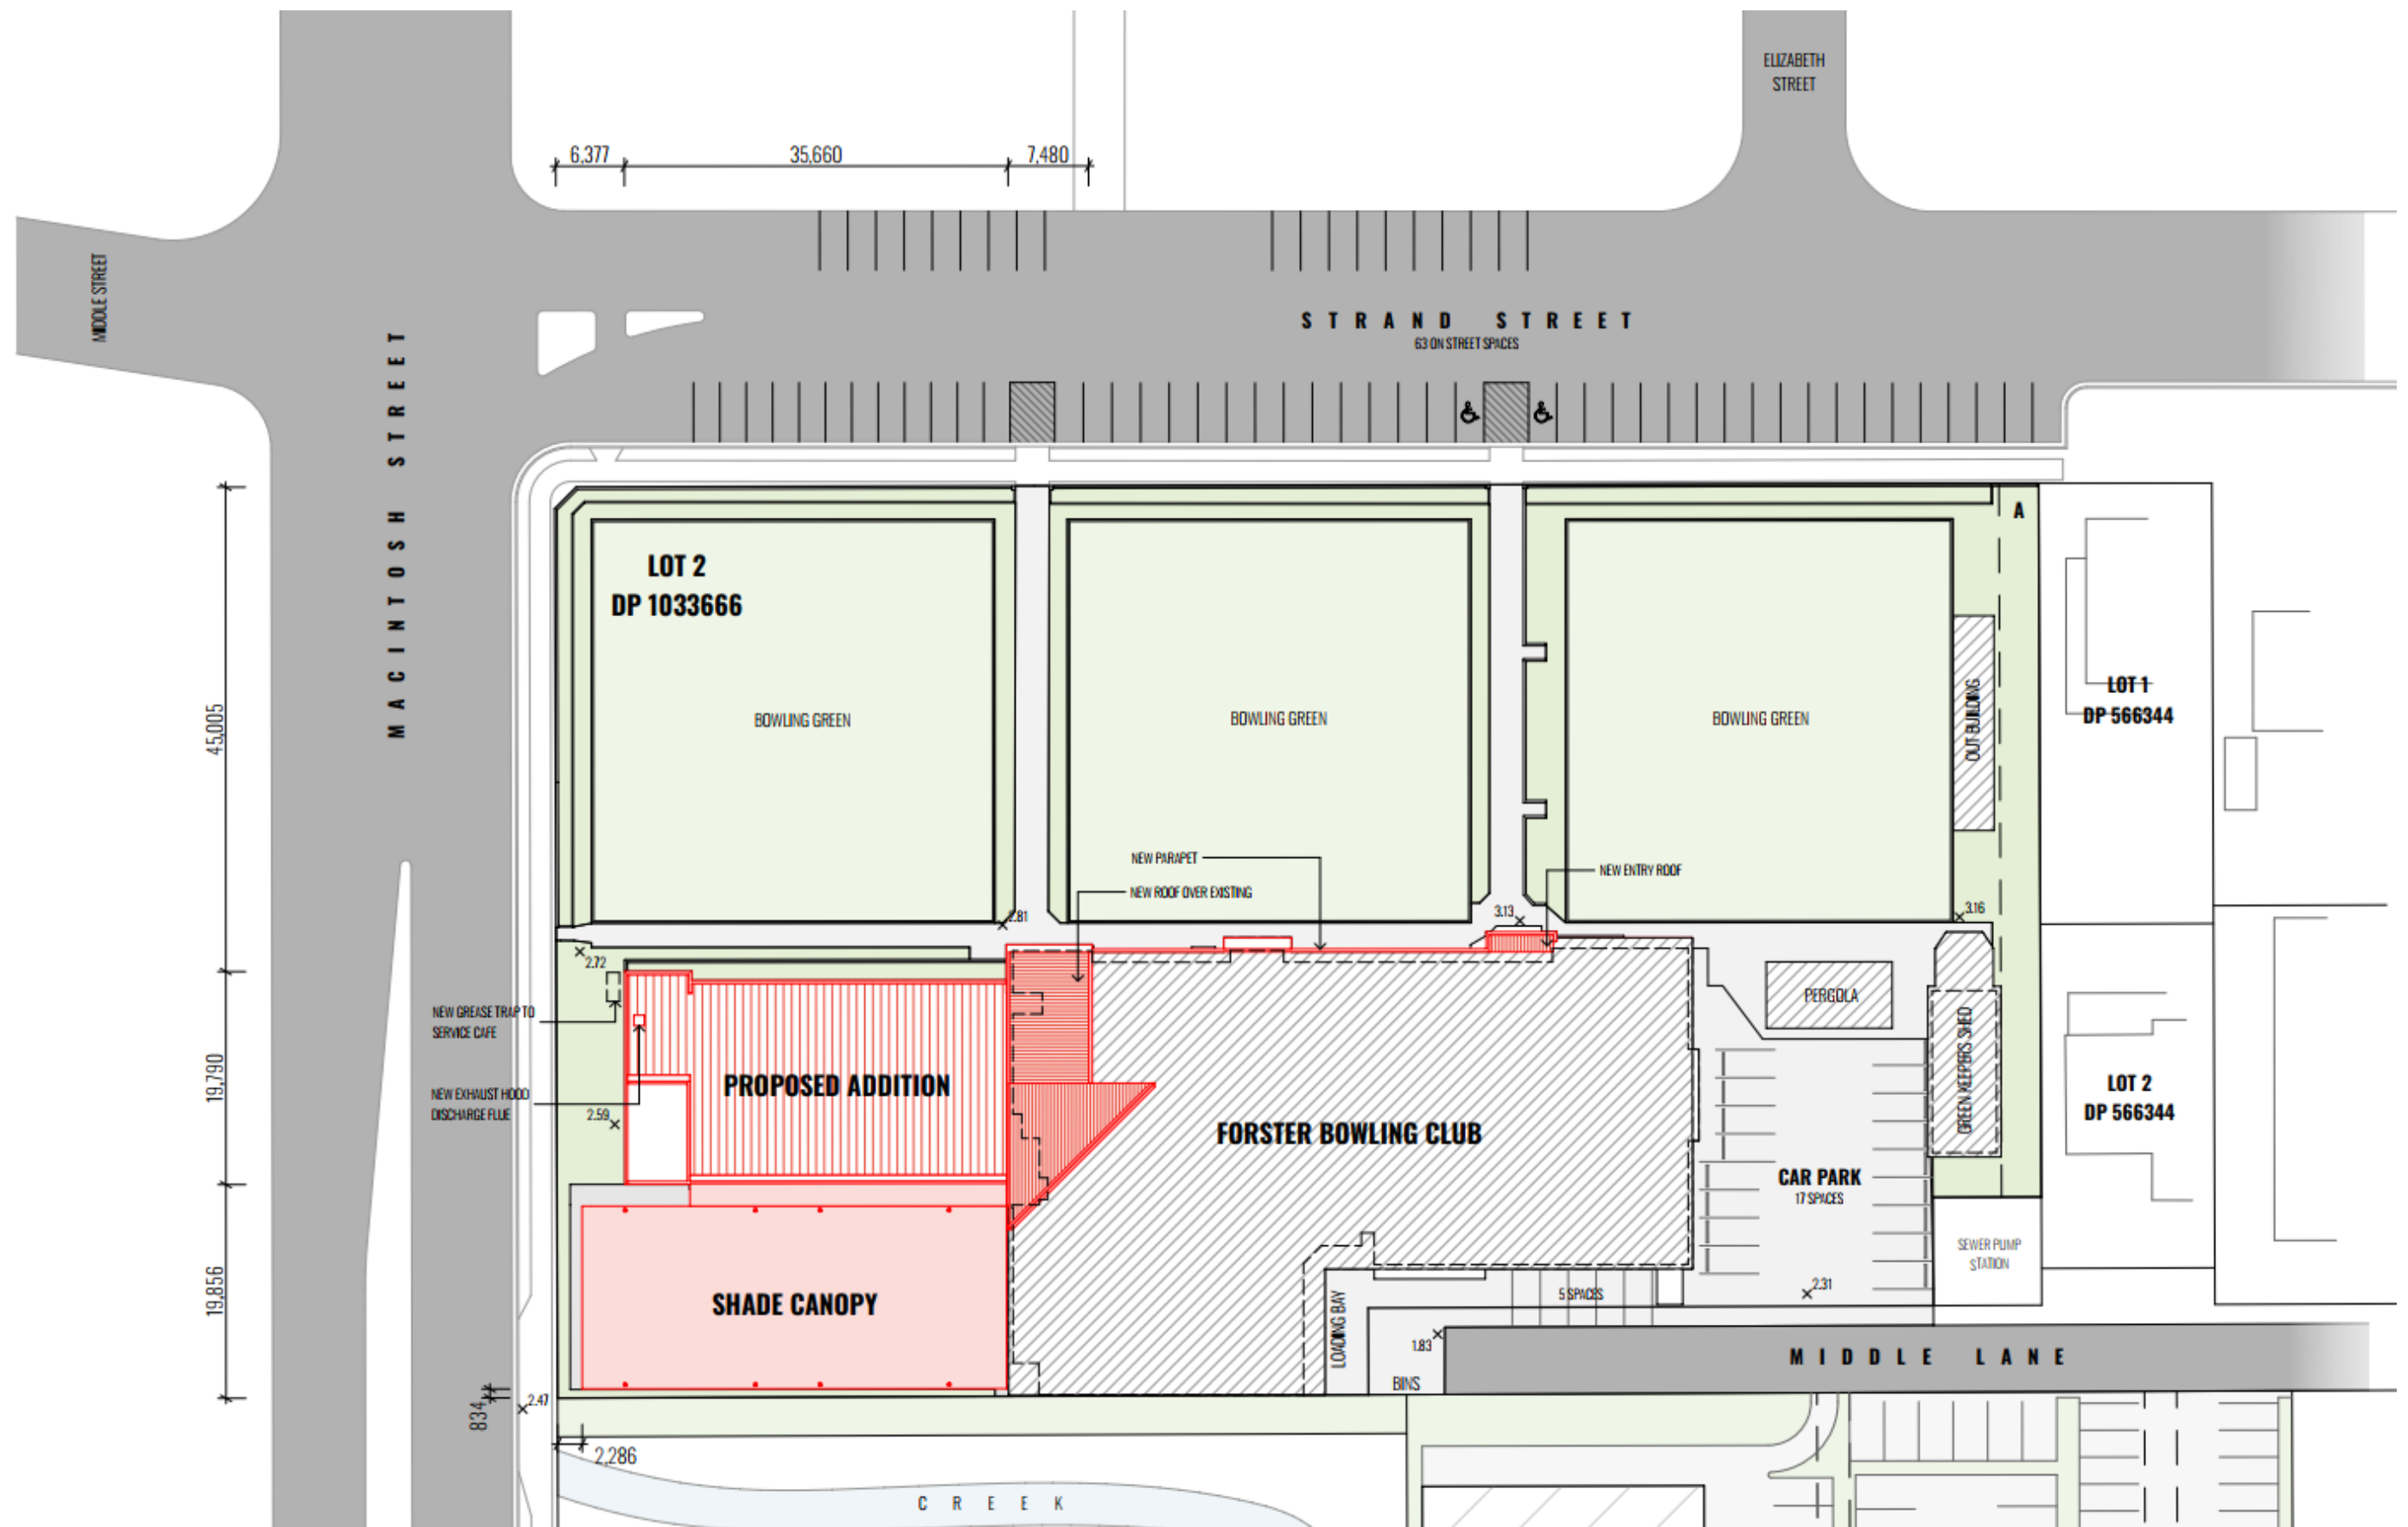 ELIZABETH
STREET
6,377
35,660
7,480
MIDDLE STREET
MACINTOSH STREET
STRAND STREET
63 ON STREET SPACES
A
LOT 2
DP 1033666
BOWLING GREEN
BOWLING GREEN
BOWLING GREEN
OUT BUILDING
LOT 1
DP 566344
45,005
NEW PARAPET
NEW ROOF OVER EXISTING
NEW ENTRY ROOF
2.81
3.13
3.16
2.72
NEW GREASE TRAP TO
SERVICE CAFE
PERGOLA
GREEN KEEPERS SHED
19,790
PROPOSED ADDITION
NEW EXHAUST HOOD
DISCHARGE FLUE
2.59
FORSTER BOWLING CLUB
LOT 2
DP 566344
CAR PARK
17 SPACES
SEWER PUMP
STATION
19,856
SHADE CANOPY
LOADING BAY
5 SPACES
2.31
1.83
MIDDLE LANE
BINS
834
2.47
2,286
CREEK